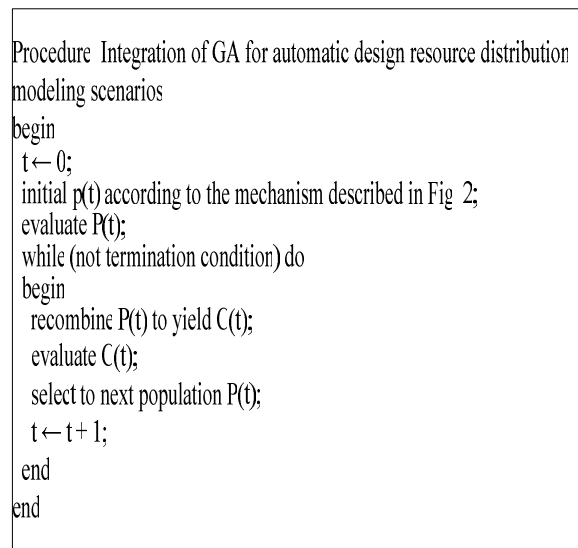 Procedure Integration of GA for automatic design resource distribution
modeling scenarios
begin
t ← 0;
initial p(t) according to the mechanism described in Fig 2;
evaluate P(t);
while (not termination condition) do
begin
recombine P(t) to yield C(t);
evaluate C(t);
select to next population P(t);
t ← t + 1;
end
end